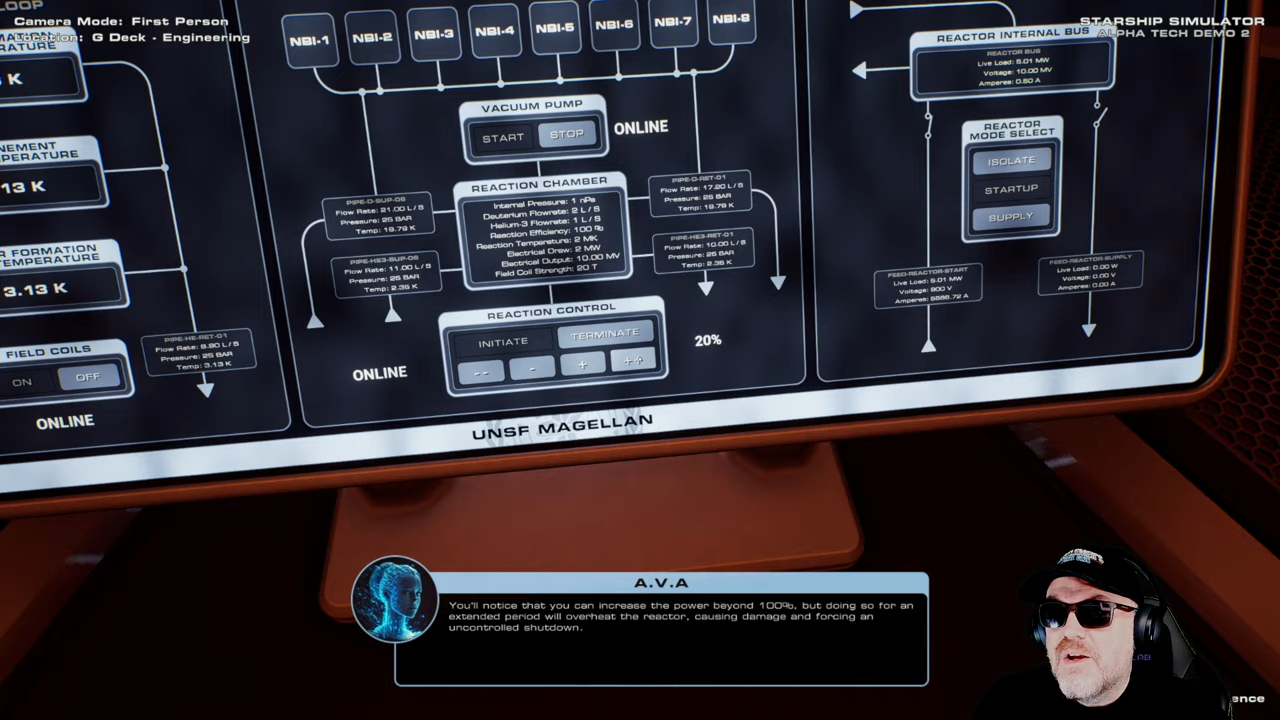 LOOP
Camera Mode: First Person
Location: G Deck - Engineering
STARSHIP SIMULATOR
ALPHA TECH DEMO 2
K
13 K
3.13 K
FIELD COILS
ON
OFF
ONLINE
PIPE-HE-RET-01
Flow Rate: 8.90 L/S
Pressure: 25 BAR
Temp: 3.13 K
NBI-1
NBI-2
NBI-3
NBI-4
NBI-5
NBI-6
NBI-7
NBI-8
VACUUM PUMP
START
STOP
ONLINE
PIPE-D-SUP-06
Flow Rate: 21.00 L/S
Pressure: 25 BAR
Temp: 19.79 K
PIPE-HE3-SUP-06
Flow Rate: 11.00 L/S
Pressure: 25 BAR
Temp: 2.35 K
REACTION CHAMBER
Internal Pressure: 1 nPa
Deuterium Flowrate: 2 L/S
Helium-3 Flowrate: 1 L/S
Reaction Efficiency: 100 %
Reaction Temperature: 2 MK
Electrical Draw: 2 MW
Electrical Output: 10.00 MV
Field Coil Strength: 20 T
PIPE-D-RET-01
Flow Rate: 17.20 L/S
Pressure: 25 BAR
Temp: 19.79 K
PIPE-HE3-RET-01
Flow Rate: 10.00 L/S
Pressure: 25 BAR
Temp: 2.35 K
REACTION CONTROL
INITIATE
TERMINATE
--
-
+
++
ONLINE
20%
REACTOR INTERNAL BUS
REACTOR BUS
Live Load: 5.01 MW
Voltage: 10.00 MV
Amperes: 0.50 A
REACTOR
MODE SELECT
ISOLATE
STARTUP
SUPPLY
FEED-REACTOR-START
Live Load: 5.01 MW
Voltage: 900 V
Amperes: 5566.72 A
FEED-REACTOR-SUPPLY
Live Load: 0.00 W
Voltage: 0.00 V
Amperes: 0.00 A
UNSF MAGELLAN
A.V.A
You'll notice that you can increase the power beyond 100%, but doing so for an
extended period will overheat the reactor, causing damage and forcing an
uncontrolled shutdown.